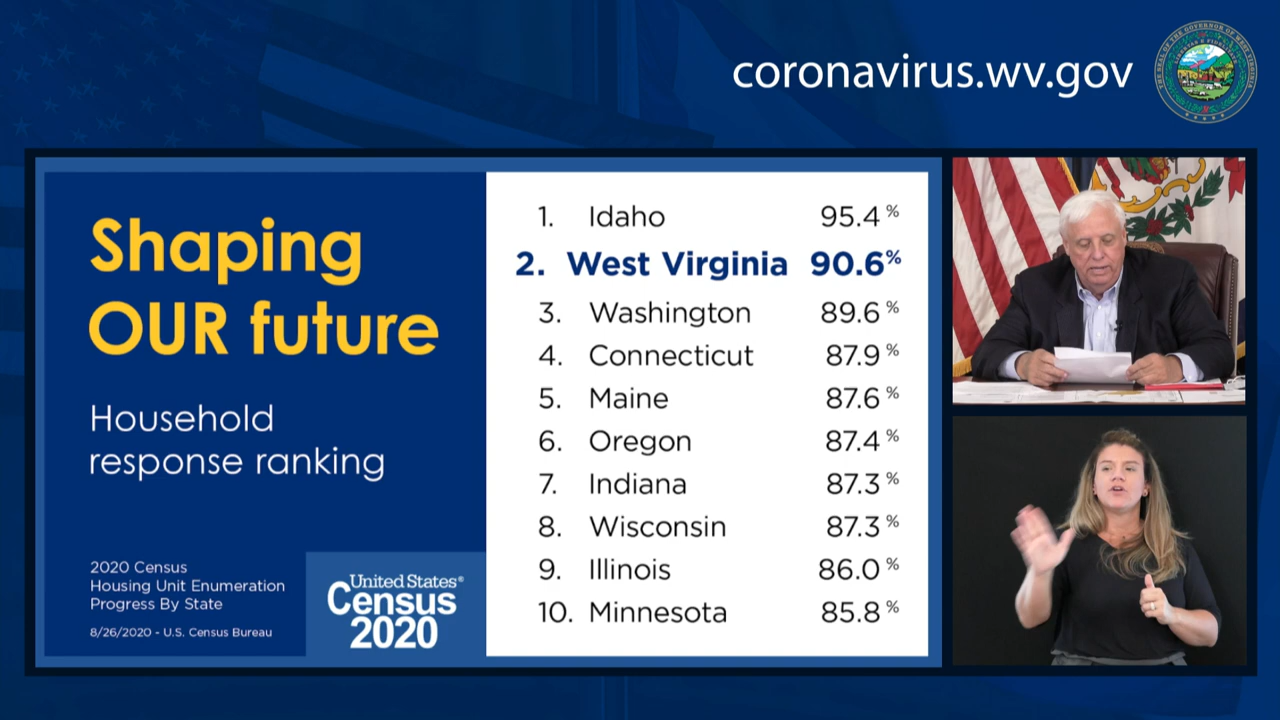 coronavirus.wv.gov
Shaping
OUR future
Household
response ranking
2020 Census
Housing Unit Enumeration
Progress By State
8/26/2020 - U.S. Census Bureau
United States®
Census
2020
1. Idaho 95.4%
2. West Virginia 90.6%
3. Washington 89.6%
4. Connecticut 87.9%
5. Maine 87.6%
6. Oregon 87.4%
7. Indiana 87.3%
8. Wisconsin 87.3%
9. Illinois 86.0%
10. Minnesota 85.8%